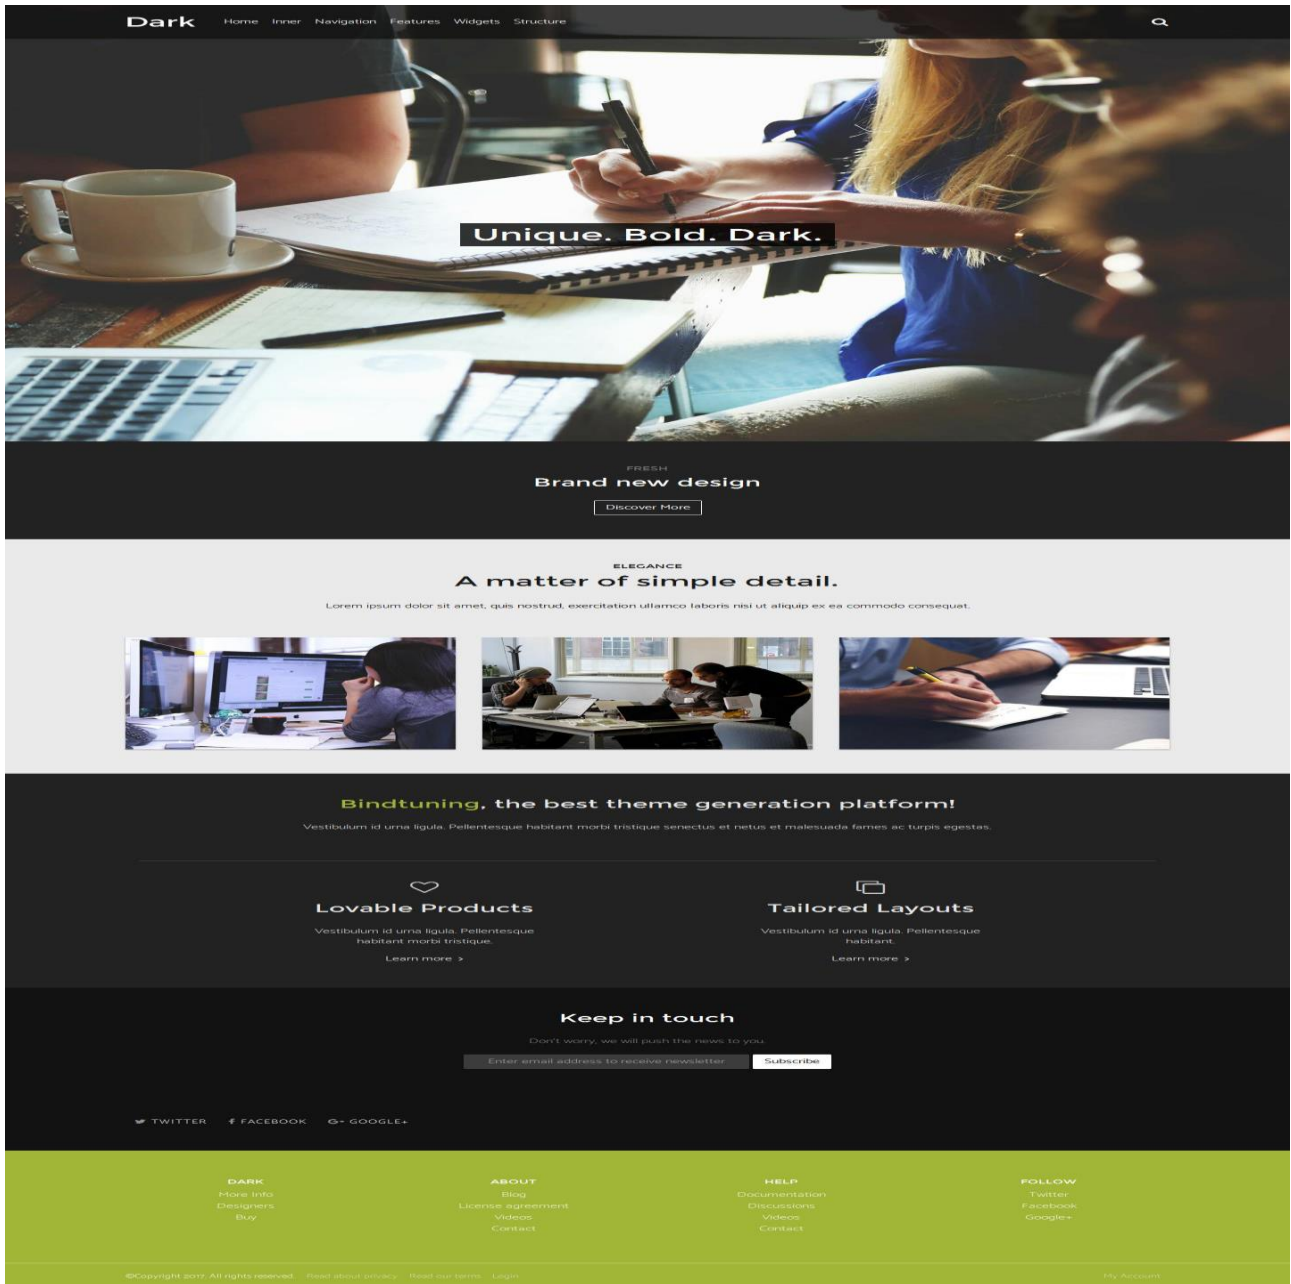 Dark Home Inner Navigation Features Widgets Structure
Unique. Bold. Dark.
FRESH
Brand new design
Discover More
ELEGANCE
A matter of simple detail.
Lorem ipsum dolor sit amet, quis nostrud, exercitation ullamco laboris nisi ut aliquip ex ea commodo consequat.
Bindtuning, the best theme generation platform!
Vestibulum id urna ligula. Pellentesque habitant morbi tristique senectus et netus et malesuada fames ac turpis egestas.
Lovable Products
Vestibulum id urna ligula. Pellentesque
habitant morbi tristique.
Learn more >
Tailored Layouts
Vestibulum id urna ligula. Pellentesque
habitant.
Learn more >
Keep in touch
Don't worry, we will push the news to you.
Enter email address to receive newsletter Subscribe
TWITTER FACEBOOK G+ GOOGLE+
DARK
More Info
Designers
Buy
ABOUT
Blog
License agreement
Videos
Contact
HELP
Documentation
Discussions
Videos
Contact
FOLLOW
Twitter
Facebook
Google+
©Copyright 2017. All rights reserved. Read about privacy Read our terms Login My Account